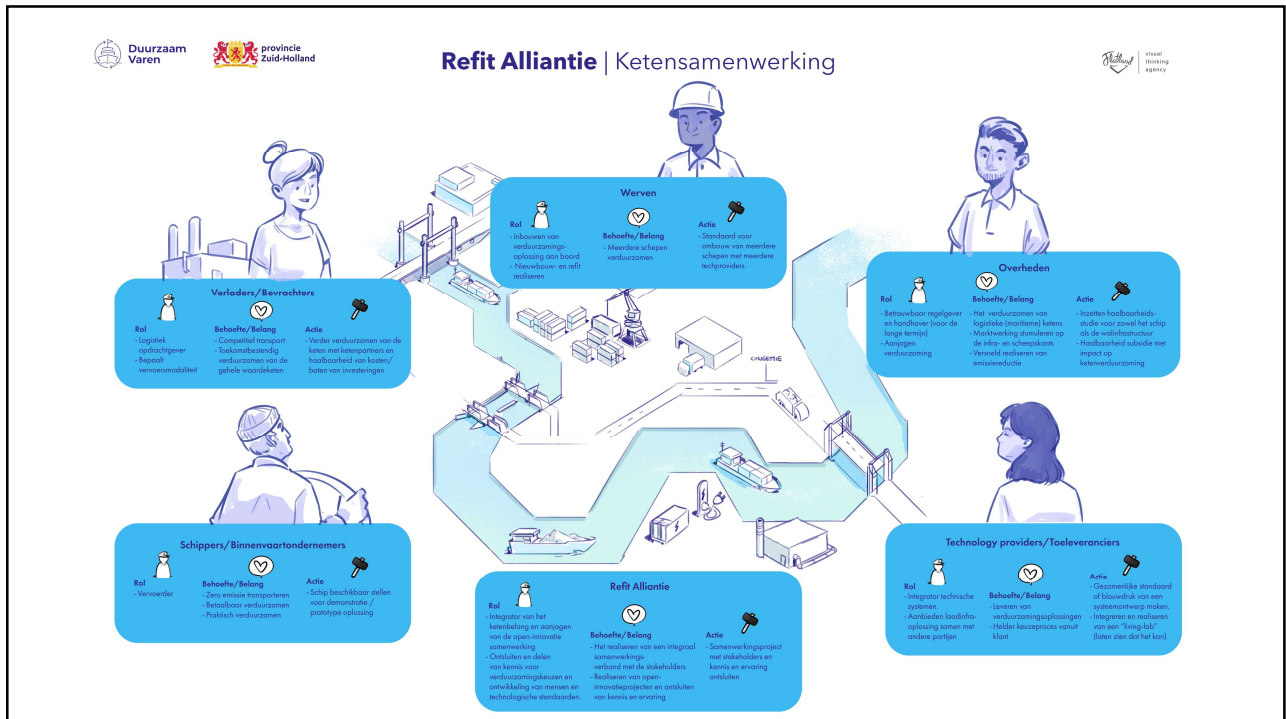 Duurzaam
Varen
provincie
Zuid-Holland
Refit Alliantie | Ketensamenwerking
Flatland
visual
thinking
agency
Werven
Rol
- Inbouwen van
verduurzamings-
oplossing aan boord
- Nieuwbouw- en refit
realiseren
Behoefte/Belang
- Meerdere schepen
verduurzamen
Actie
- Standaard voor
ombouw van meerdere
schepen met meerdere
techproviders
Verladers/Bevrachters
Rol
- Logistiek
opdrachtgever
- Bepaalt
vervoersmodaliteit
Behoefte/Belang
- Competitief transport
- Toekomstbestendig
verduurzamen van de
gehele waardeketen
Actie
- Verder verduurzamen van de
keten met ketenpartners en
haalbaarheid van kosten/
baten van investeringen
Overheden
Rol
- Betrouwbaar regelgever
en handhaver (voor de
lange termijn)
- Aanjagen
verduurzaming
Behoefte/Belang
- Het verduurzamen van
logistieke (maritieme) ketens
- Marktwerking stumuleren op
de infra- en scheepskants
- Versneld realiseren van
emissiereductie
Actie
- Inzetten haalbaarheids-
studie voor zowel het schip
als de walinfrastructuur
- Haalbaarheid subsidie met
impact op
ketenverduurzaming
CONGESTIE
Schippers/Binnenvaartondernemers
Rol
- Vervoerder
Behoefte/Belang
- Zero emissie transporteren
- Betaalbaar verduurzamen
- Praktisch verduurzamen
Actie
- Schip beschikbaar stellen
voor demonstratie /
prototype oplossing
Refit Alliantie
Rol
- Integrator van het
ketenbelang en aanjagen
van de open-innovatie
samenwerking
- Ontsluiten en delen
van kennis voor
verduurzamingskeuzen en
ontwikkeling van mensen en
technologische standaarden.
Behoefte/Belang
- Het realiseren van een integraal
samenwerkings-
verband met de stakeholders
- Realiseren van open-
innovatieprojecten en ontsluiten
van kennis en ervaring
Actie
- Samenwerkingsproject
met stakeholders en
kennis en ervaring
ontsluiten
Technology providers/Toeleveranciers
Rol
- Integrator technische
systemen.
- Aanbieden laadinfra-
oplossing samen met
andere partijen
Behoefte/Belang
- Leveren van
verduurzamingsoplossingen
- Helder keuzeproces vanuit
klant
Actie
- Gezamenlijke standaard
of blauwdruk van een
systeemontwerp maken.
- Integreren en realiseren
van een "living-lab"
(laten zien dat het kan)